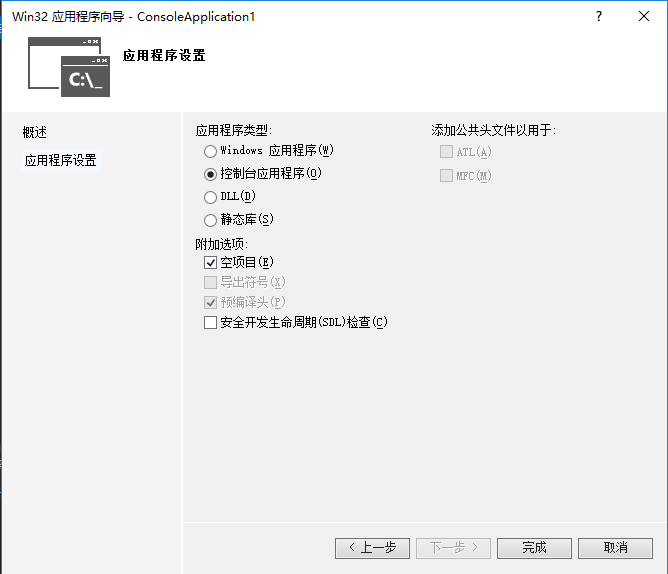 Win32 应用程序向导 - ConsoleApplication1
?
C:\_
应用程序设置
概述
应用程序设置
应用程序类型:
Windows 应用程序(W)
控制台应用程序(O)
DLL(D)
静态库(S)
附加选项:
空项目(E)
导出符号(X)
预编译头(P)
安全开发生命周期(SDL)检查(C)
添加公共头文件以用于:
ATL(A)
MFC(M)
< 上一步
下一步 >
完成
取消